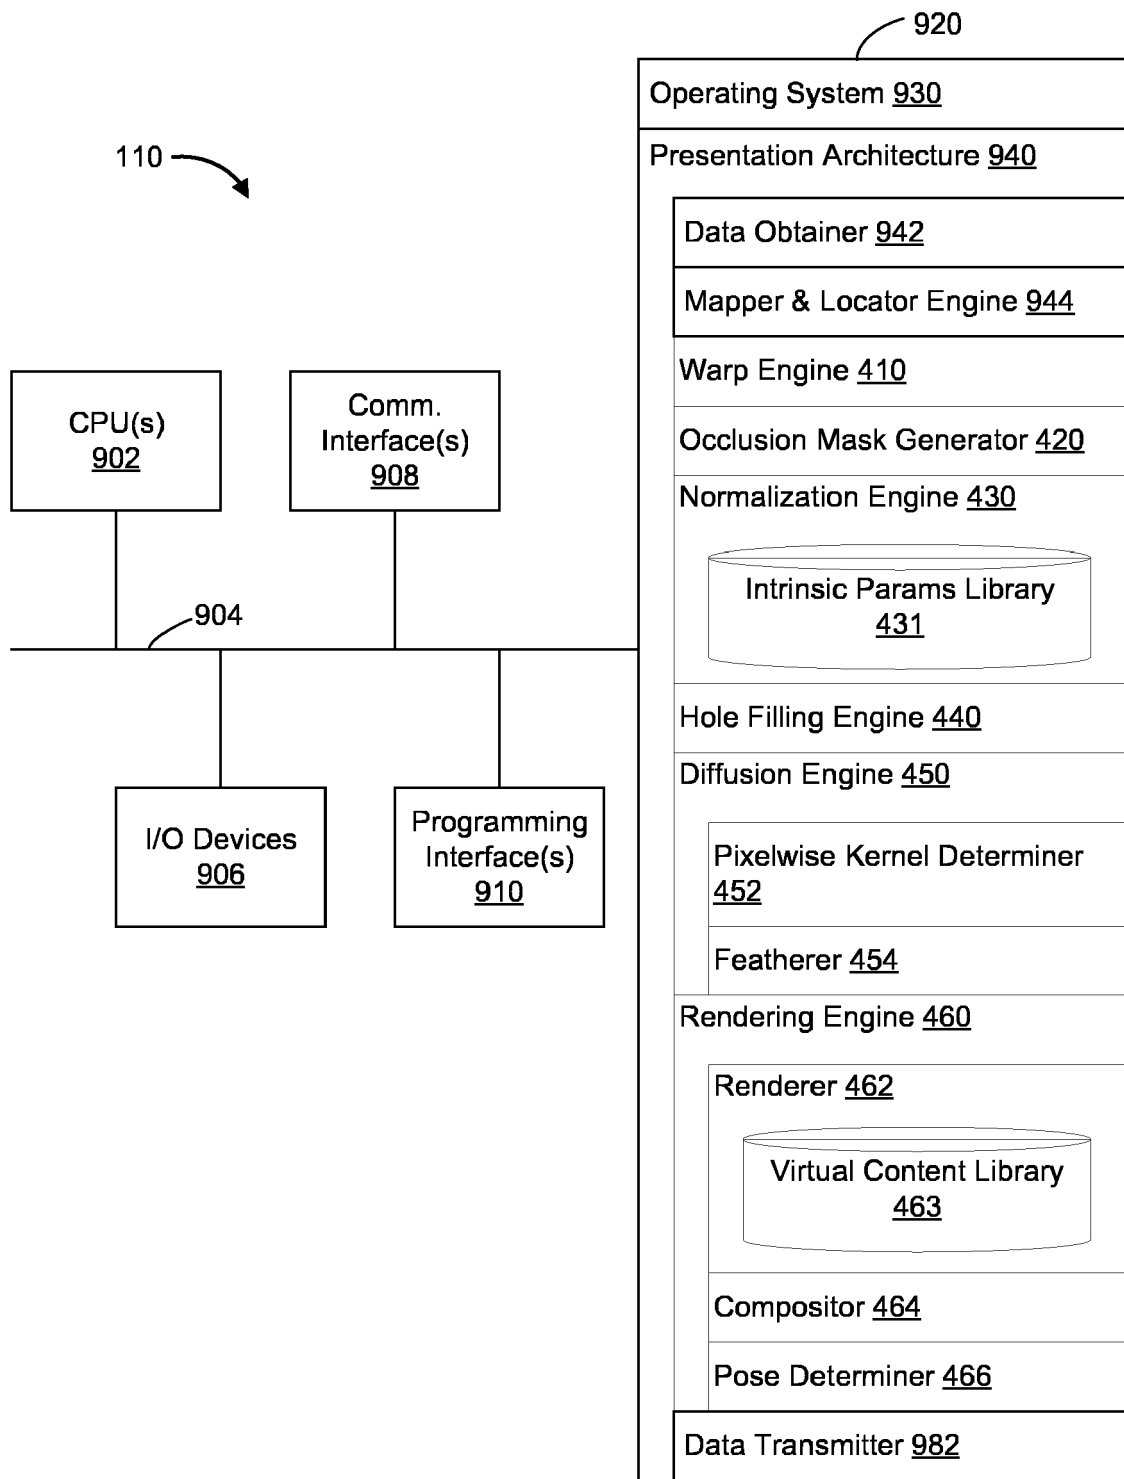 920
Operating System 930
110
Presentation Architecture 940
Data Obtainer 942
Mapper & Locator Engine 944
Warp Engine 410
CPU(s)
902
Comm.
Interface(s)
908
Occlusion Mask Generator 420
Normalization Engine 430
Intrinsic Params Library
431
904
Hole Filling Engine 440
Diffusion Engine 450
I/O Devices
906
Programming
Interface(s)
910
Pixelwise Kernel Determiner
452
Featherer 454
Rendering Engine 460
Renderer 462
Virtual Content Library
463
Compositor 464
Pose Determiner 466
Data Transmitter 982